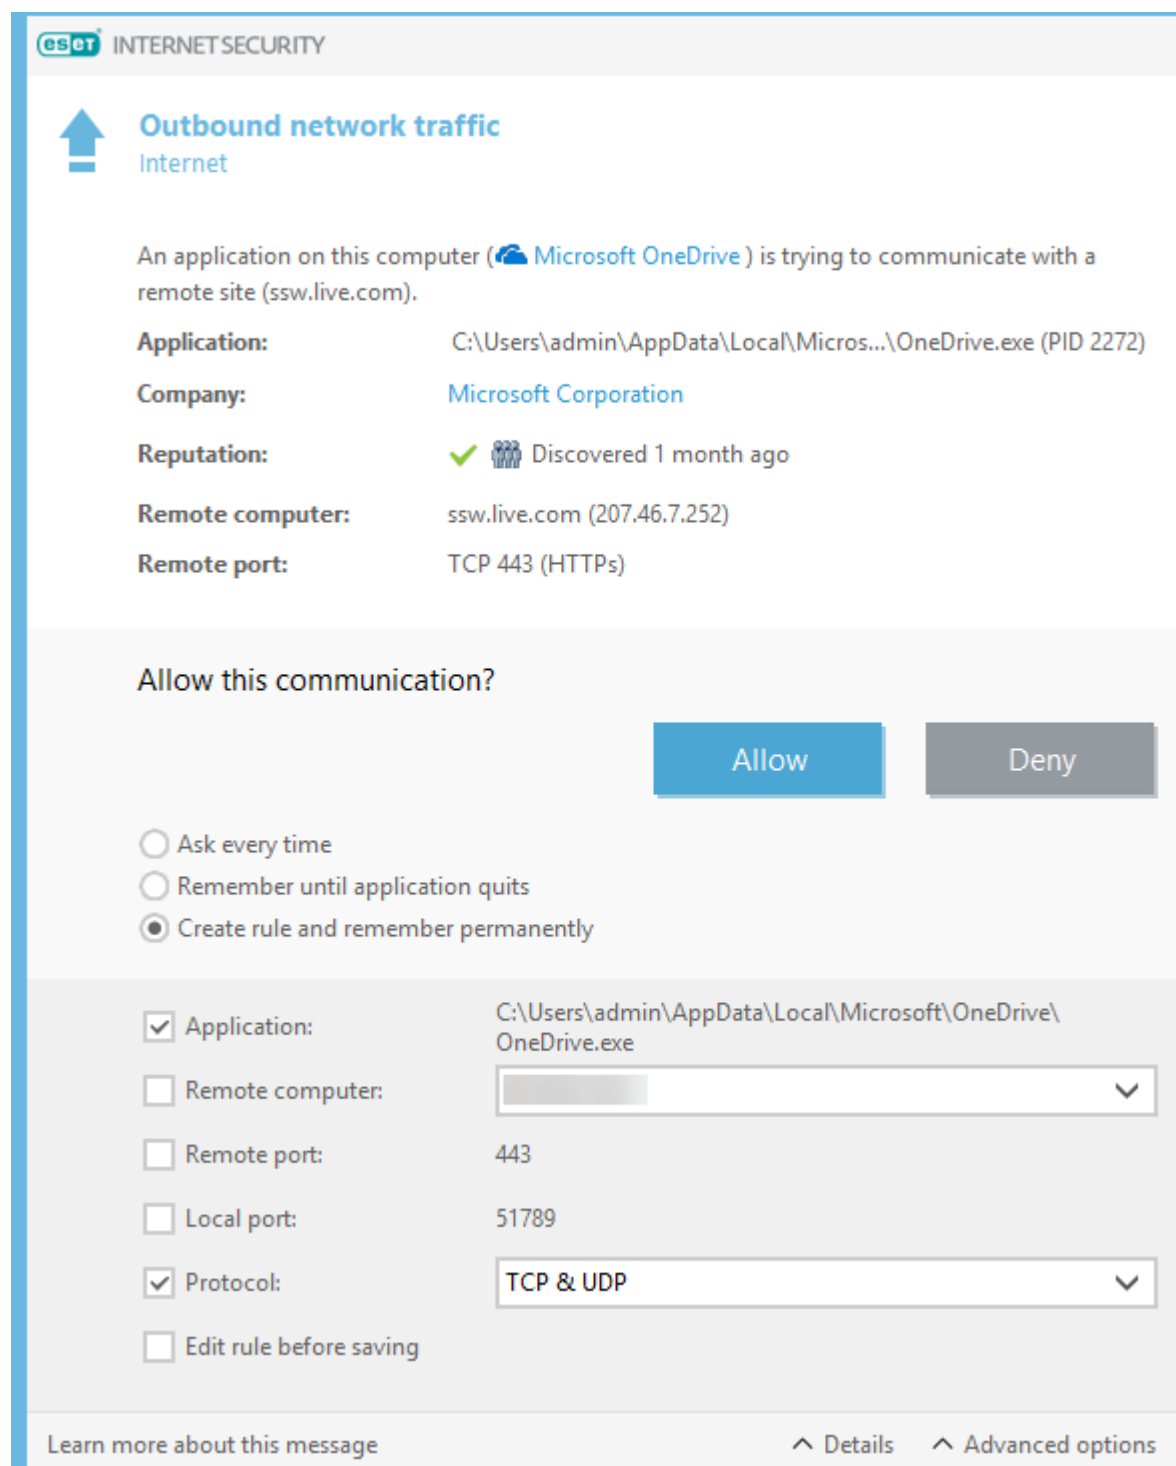 eset INTERNET SECURITY
Outbound network traffic
Internet
An application on this computer ( Microsoft OneDrive ) is trying to communicate with a
remote site (ssw.live.com).
Application: C:\Users\admin\AppData\Local\Micros...\OneDrive.exe (PID 2272)
Company: Microsoft Corporation
Reputation: Discovered 1 month ago
Remote computer: ssw.live.com (207.46.7.252)
Remote port: TCP 443 (HTTPs)
Allow this communication?
Allow Deny
Ask every time
Remember until application quits
Create rule and remember permanently
Application: C:\Users\admin\AppData\Local\Microsoft\OneDrive\
OneDrive.exe
Remote computer:
Remote port: 443
Local port: 51789
Protocol: TCP & UDP
Edit rule before saving
Learn more about this message Details Advanced options